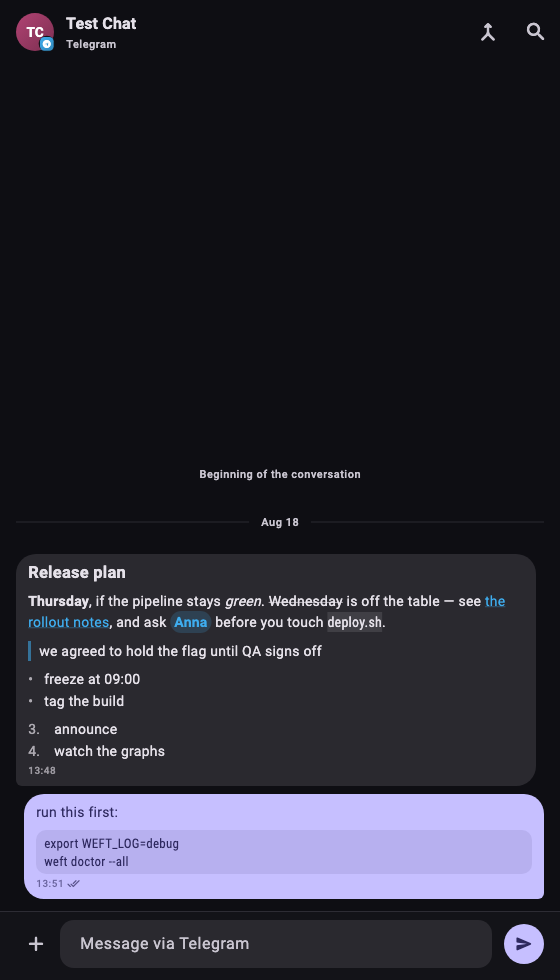 TC
Test Chat
Telegram
Beginning of the conversation
Aug 18
Release plan
Thursday, if the pipeline stays green. Wednesday is off the table — see the
rollout notes, and ask Anna before you touch deploy.sh.
we agreed to hold the flag until QA signs off
• freeze at 09:00
• tag the build
3. announce
4. watch the graphs
13:48
run this first:
export WEFT_LOG=debug
weft doctor --all
13:51
Message via Telegram